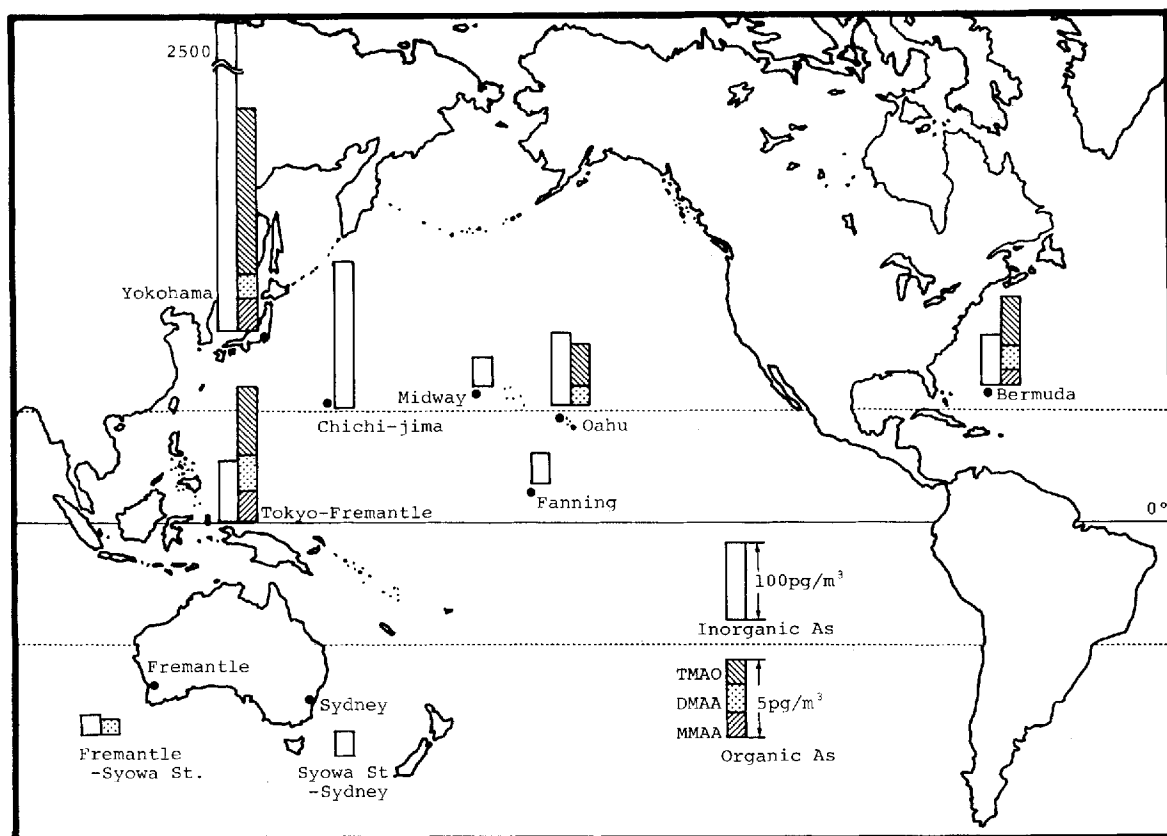 2500
Yokohama
Midway
Chichi-jima
Oahu
Bermuda
Fanning
Tokyo-Fremantle
0°
100pg/m³
Inorganic As
Fremantle
TMAO
DMAA
5pg/m³
MMAA
Organic As
Sydney
Fremantle
-Syowa St.
Syowa St
-Sydney